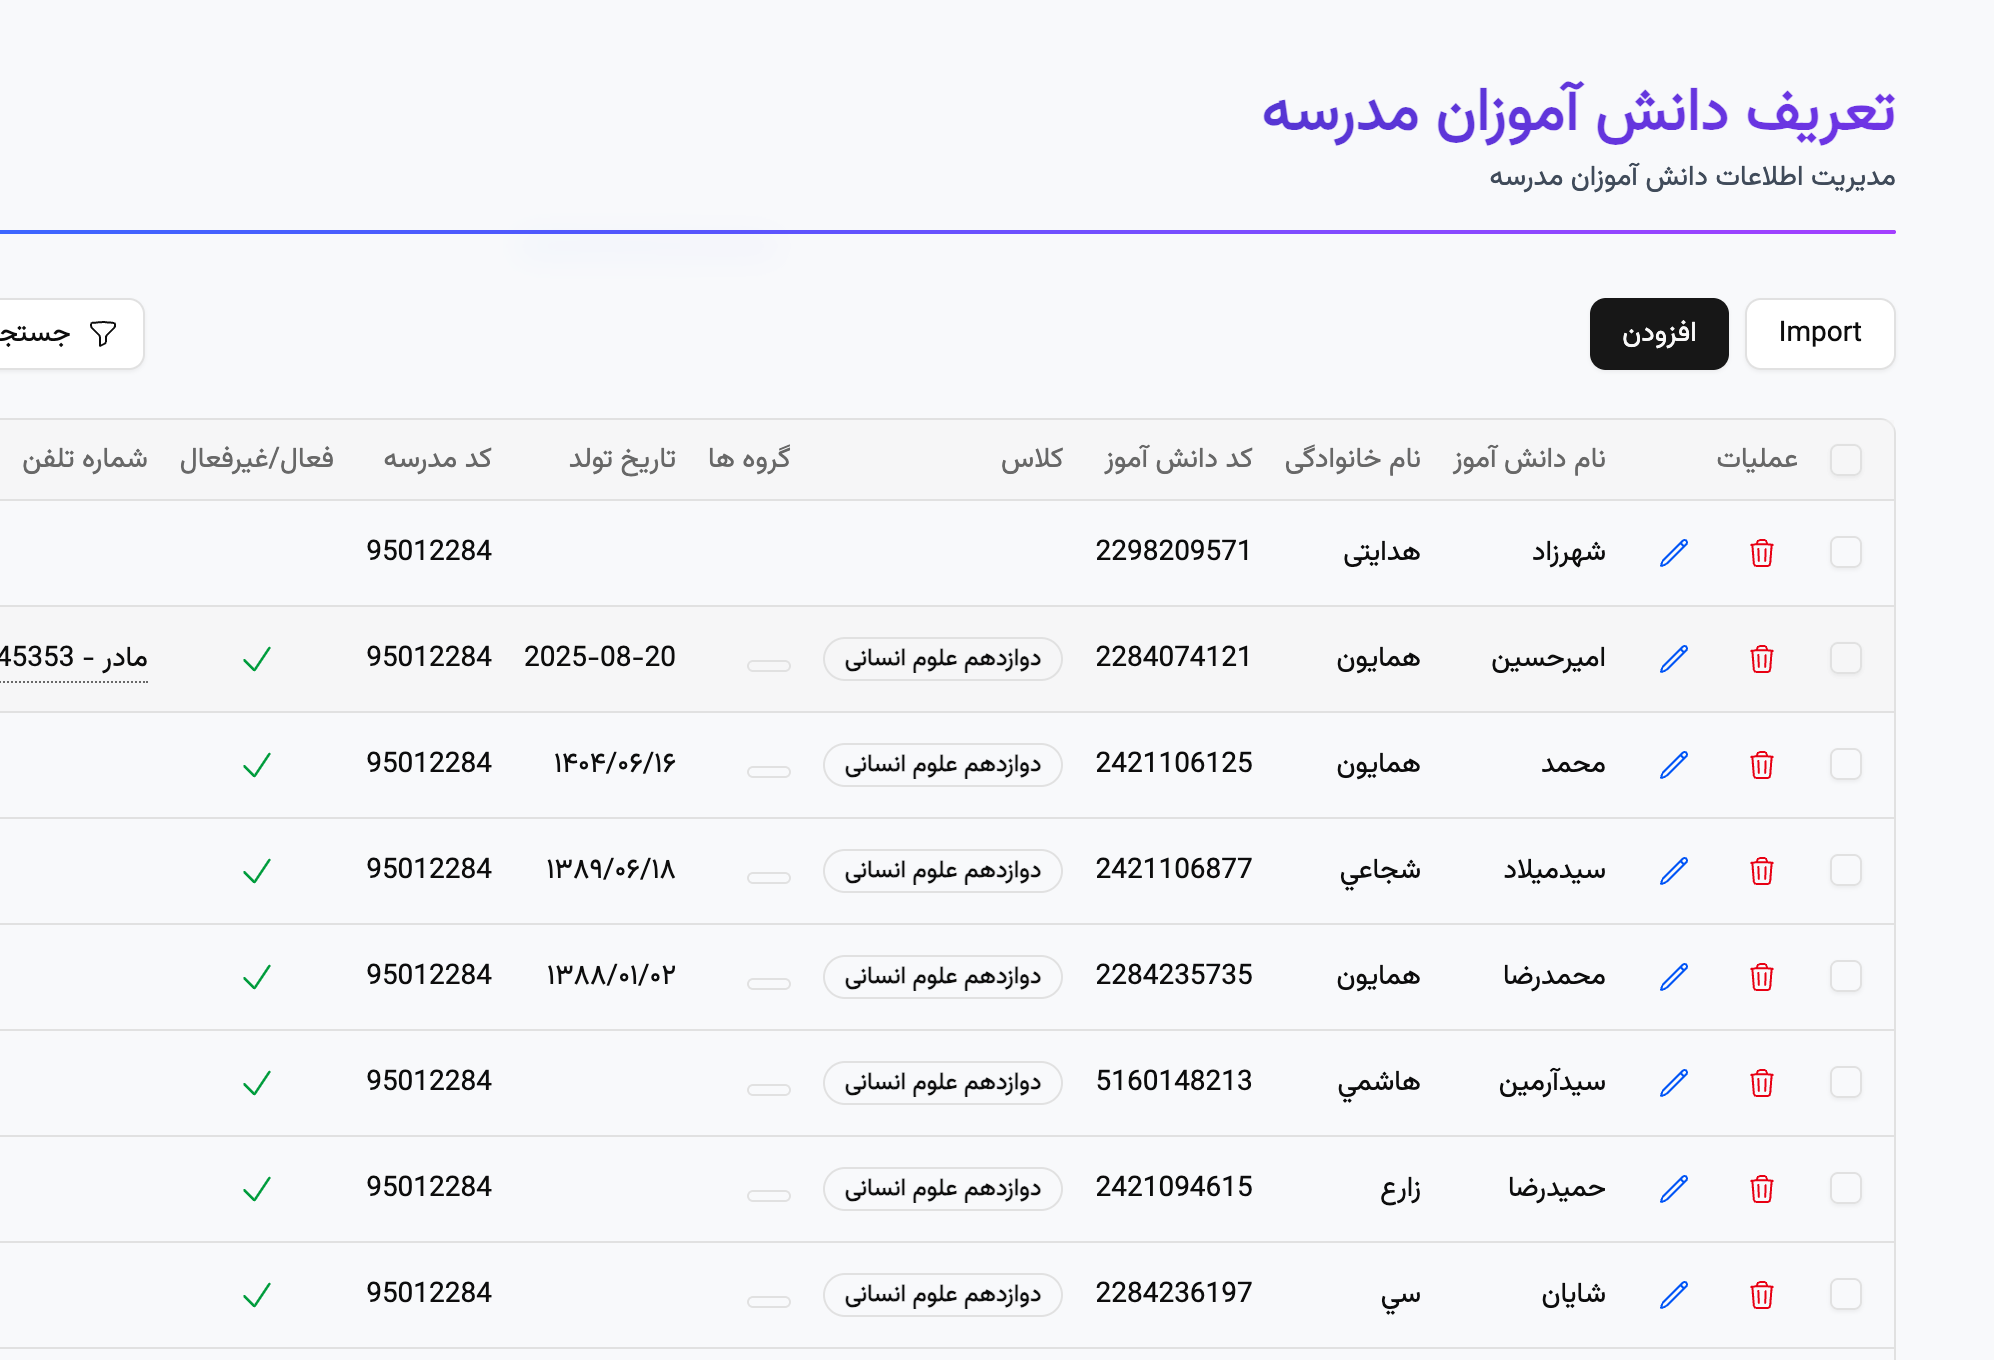 تعریف دانش آموزان مدرسه
مدیریت اطلاعات دانش آموزان مدرسه
Import افزودن جستج
عملیات نام دانش آموز نام خانوادگی کد دانش آموز کلاس گروه ها تاریخ تولد کد مدرسه فعال/غیرفعال شماره تلفن
شهرزاد هدایتی 2298209571 95012284
امیرحسین همایون 2284074121 دوازدهم علوم انسانی 2025-08-20 95012284 مادر - 45353
محمد همایون 2421106125 دوازدهم علوم انسانی ۱۴۰۴/۰۶/۱۶ 95012284
سیدمیلاد شجاعي 2421106877 دوازدهم علوم انسانی ۱۳۸۹/۰۶/۱۸ 95012284
محمدرضا همایون 2284235735 دوازدهم علوم انسانی ۱۳۸۸/۰۱/۰۲ 95012284
سیدآرمین هاشمي 5160148213 دوازدهم علوم انسانی 95012284
حمیدرضا زارع 2421094615 دوازدهم علوم انسانی 95012284
شایان سي 2284236197 دوازدهم علوم انسانی 95012284